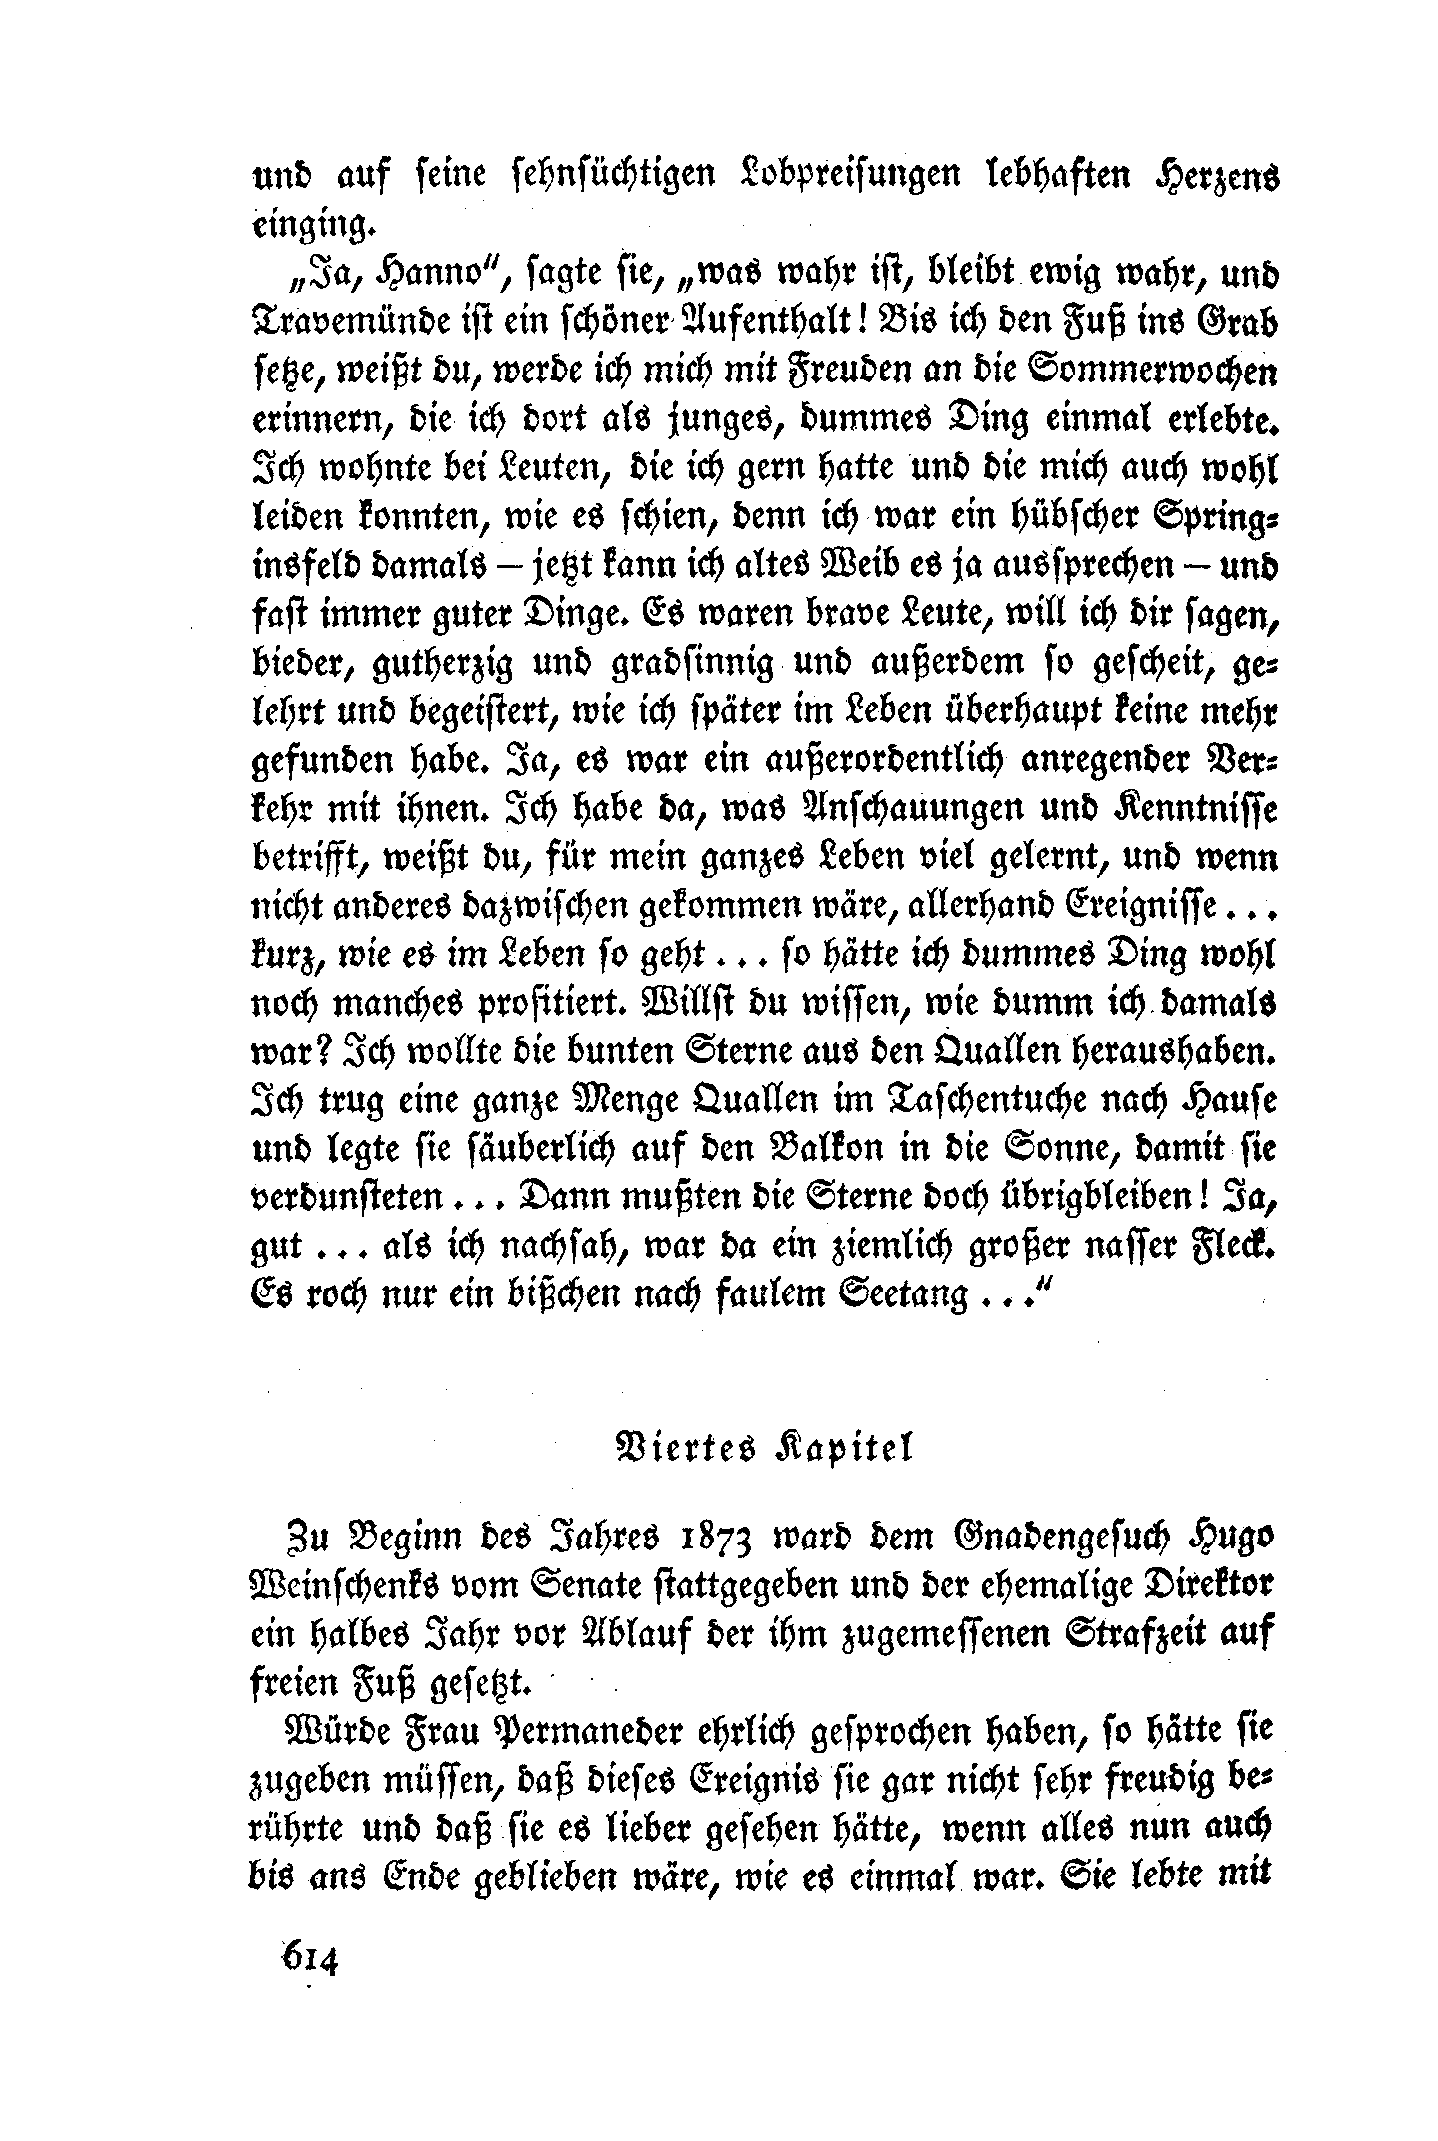 und auf seine sehnsüchtigen Lobpreisungen lebhaften Herzens
einging.
„Ja, Hanno“, sagte sie, „was wahr ist, bleibt ewig wahr, und
Travemünde ist ein schöner Aufenthalt! Bis ich den Fuß ins Grab
setze, weißt du, werde ich mich mit Freuden an die Sommerwochen
erinnern, die ich dort als junges, dummes Ding einmal erlebte.
Ich wohnte bei Leuten, die ich gern hatte und die mich auch wohl
leiden konnten, wie es schien, denn ich war ein hübscher Spring-
insfeld damals – jetzt kann ich altes Weib es ja aussprechen – und
fast immer guter Dinge. Es waren brave Leute, will ich dir sagen,
bieder, gutherzig und gradsinnig und außerdem so gescheit, ge-
lehrt und begeistert, wie ich später im Leben überhaupt keine mehr
gefunden habe. Ja, es war ein außerordentlich anregender Ver-
kehr mit ihnen. Ich habe da, was Anschauungen und Kenntnisse
betrifft, weißt du, für mein ganzes Leben viel gelernt, und wenn
nicht anderes dazwischen gekommen wäre, allerhand Ereignisse...
kurz, wie es im Leben so geht... so hätte ich dummes Ding wohl
noch manches profitiert. Willst du wissen, wie dumm ich damals
war? Ich wollte die bunten Sterne aus den Quallen heraushaben.
Ich trug eine ganze Menge Quallen im Taschentuche nach Hause
und legte sie säuberlich auf den Balkon in die Sonne, damit sie
verdunsteten... Dann mußten die Sterne doch übrigbleiben! Ja,
gut... als ich nachsah, war da ein ziemlich großer nasser Fleck.
Es roch nur ein bißchen nach faulem Seetang...“
Viertes Kapitel
Zu Beginn des Jahres 1873 ward dem Gnadengesuch Hugo
Weinschenks vom Senate stattgegeben und der ehemalige Direktor
ein halbes Jahr vor Ablauf der ihm zugemessenen Strafzeit auf
freien Fuß gesetzt.
Würde Frau Permaneder ehrlich gesprochen haben, so hätte sie
zugeben müssen, daß dieses Ereignis sie gar nicht sehr freudig be-
rührte und daß sie es lieber gesehen hätte, wenn alles nun auch
bis ans Ende geblieben wäre, wie es einmal war. Sie lebte mit
614